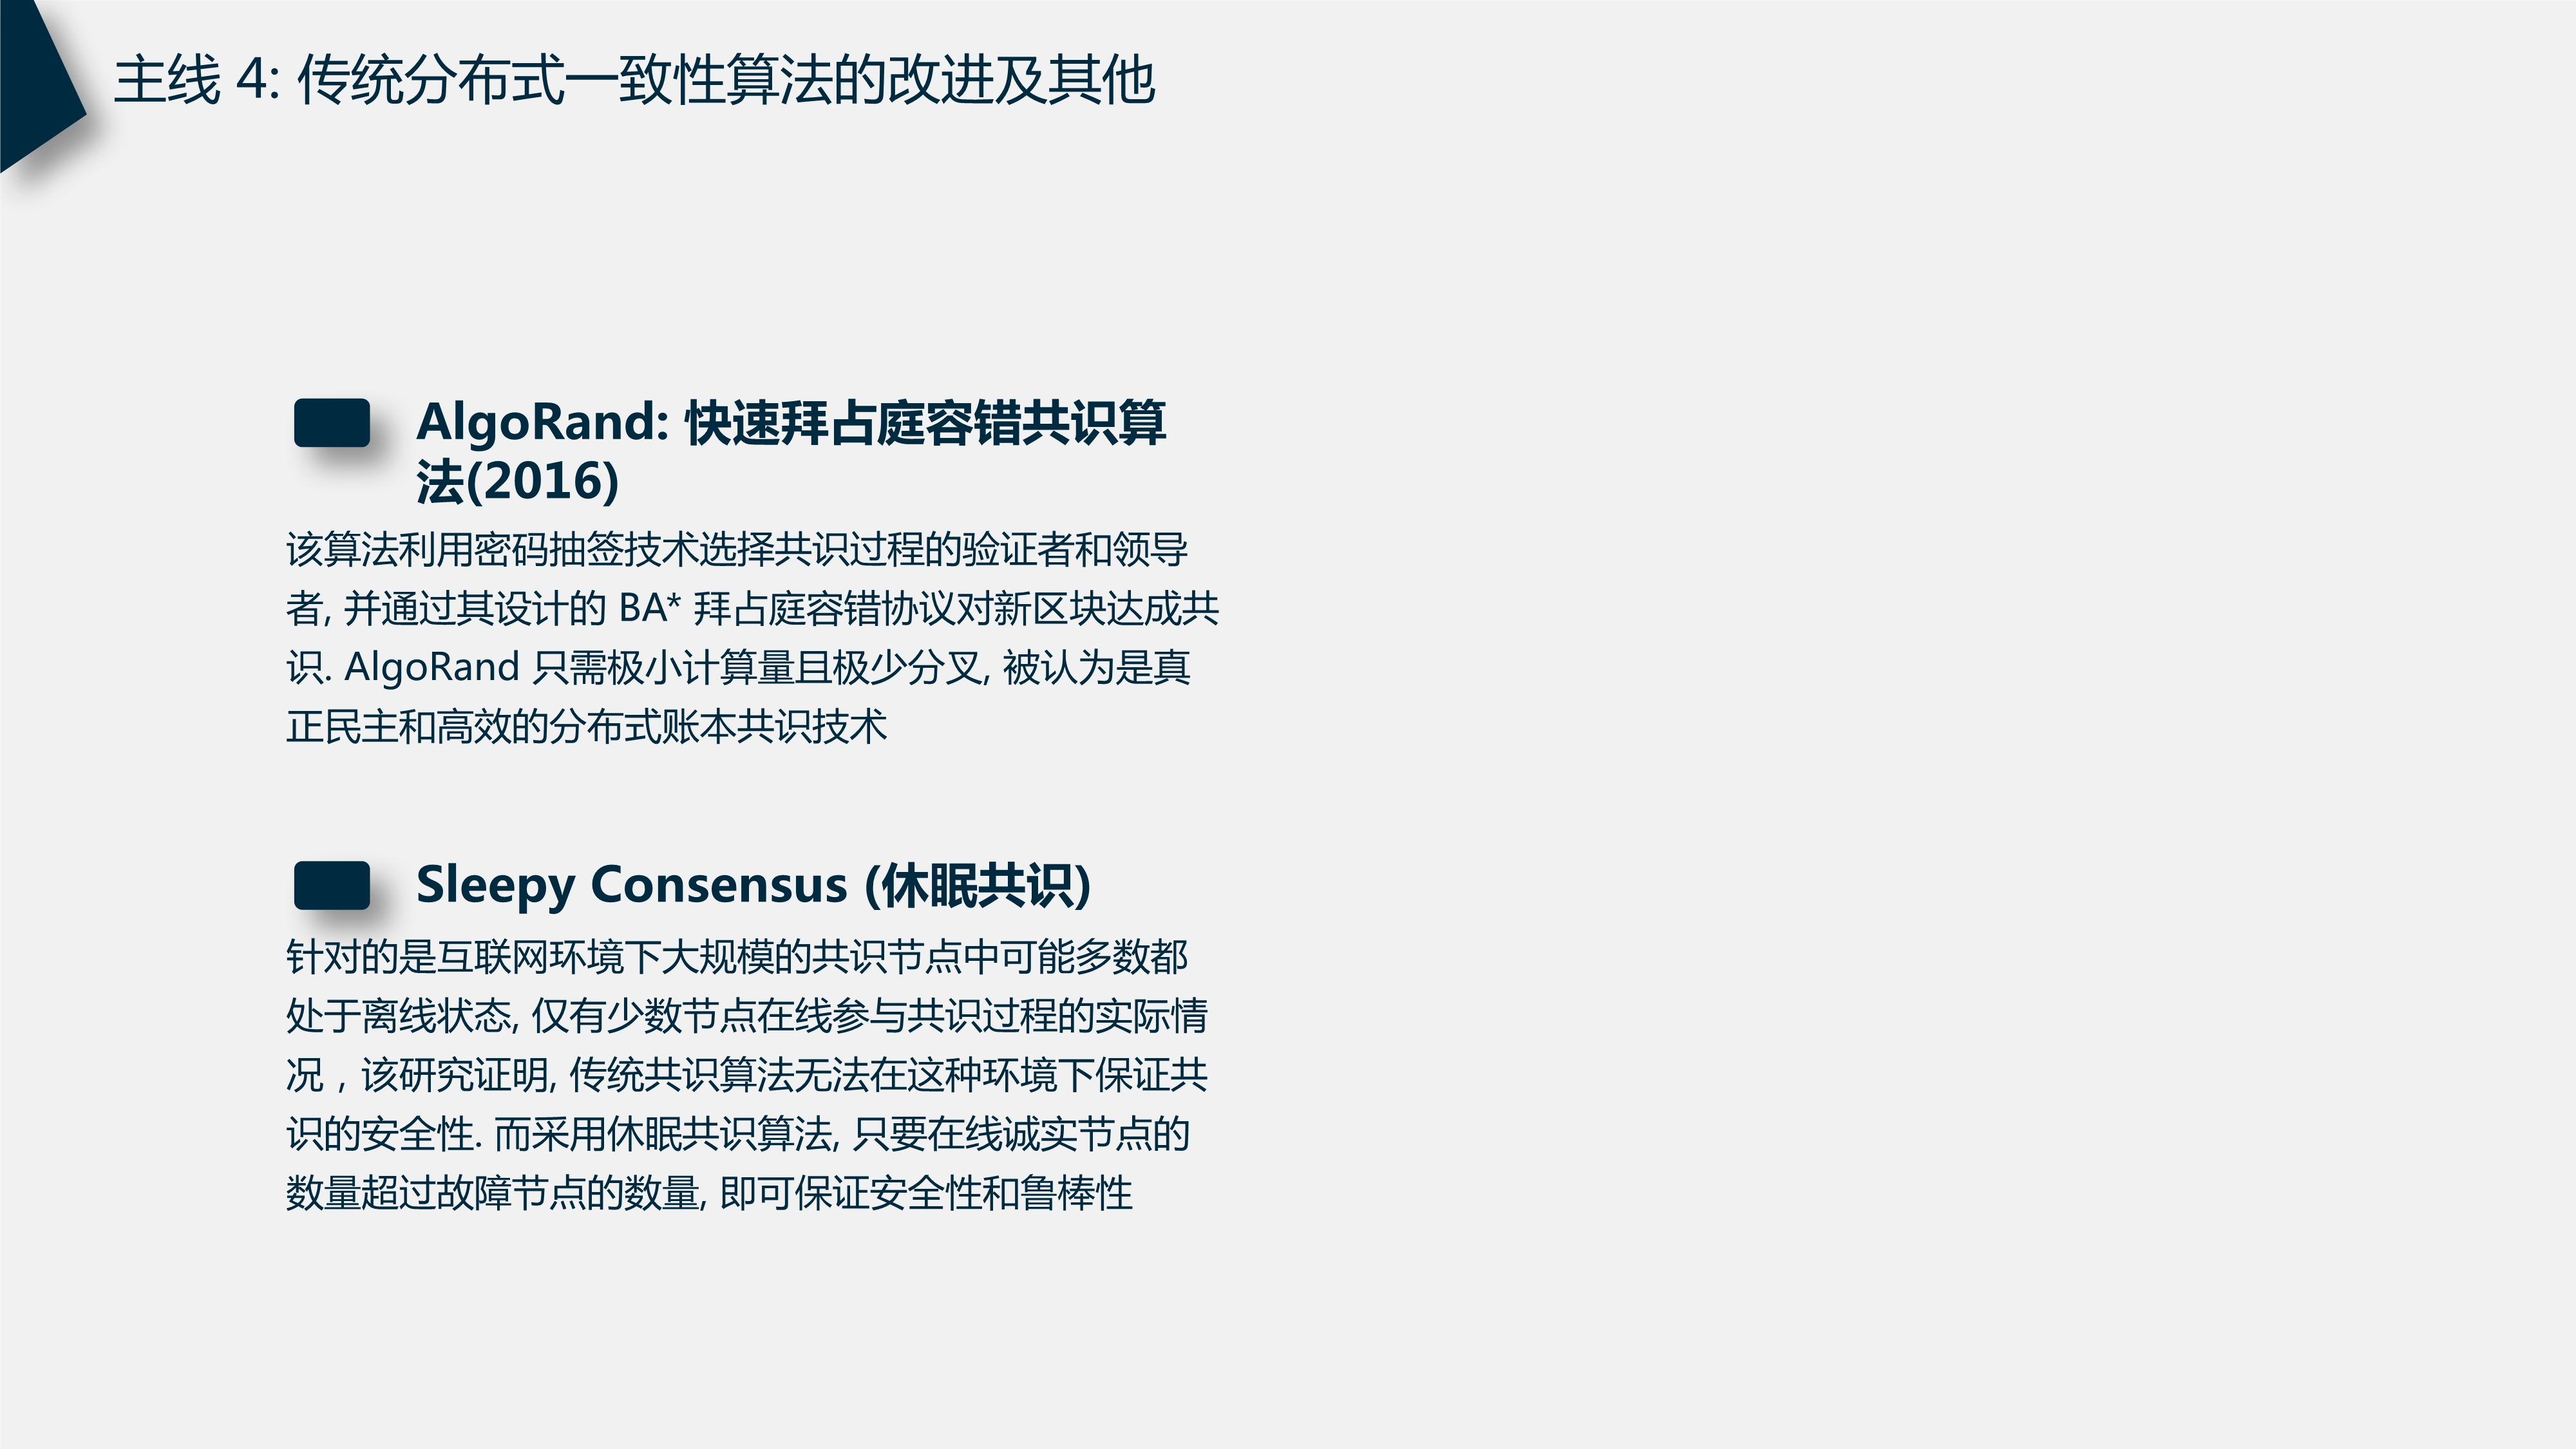 主线 4: 传统分布式一致性算法的改进及其他
AlgoRand: 快速拜占庭容错共识算
法(2016)
该算法利用密码抽签技术选择共识过程的验证者和领导
者, 并通过其设计的 BA* 拜占庭容错协议对新区块达成共
识. AlgoRand 只需极小计算量且极少分叉, 被认为是真
正民主和高效的分布式账本共识技术
Sleepy Consensus (休眠共识)
针对的是互联网环境下大规模的共识节点中可能多数都
处于离线状态, 仅有少数节点在线参与共识过程的实际情
况，该研究证明, 传统共识算法无法在这种环境下保证共
识的安全性. 而采用休眠共识算法, 只要在线诚实节点的
数量超过故障节点的数量, 即可保证安全性和鲁棒性